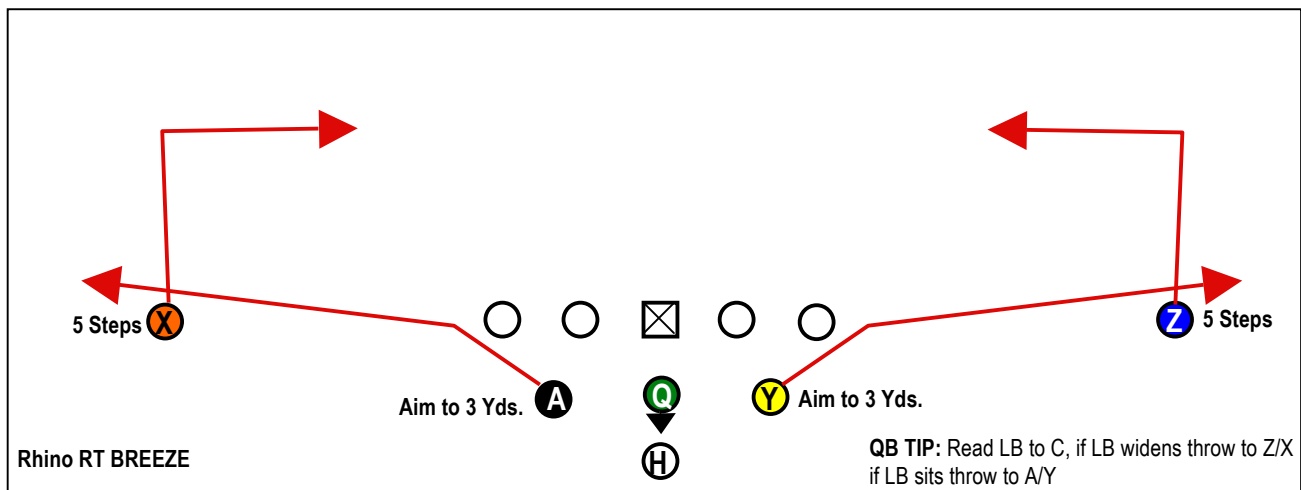 5 Steps X
Z 5 Steps
Aim to 3 Yds. A
Q
Y Aim to 3 Yds.
H
Rhino RT BREEZE
QB TIP: Read LB to C, if LB widens throw to Z/X
if LB sits throw to A/Y